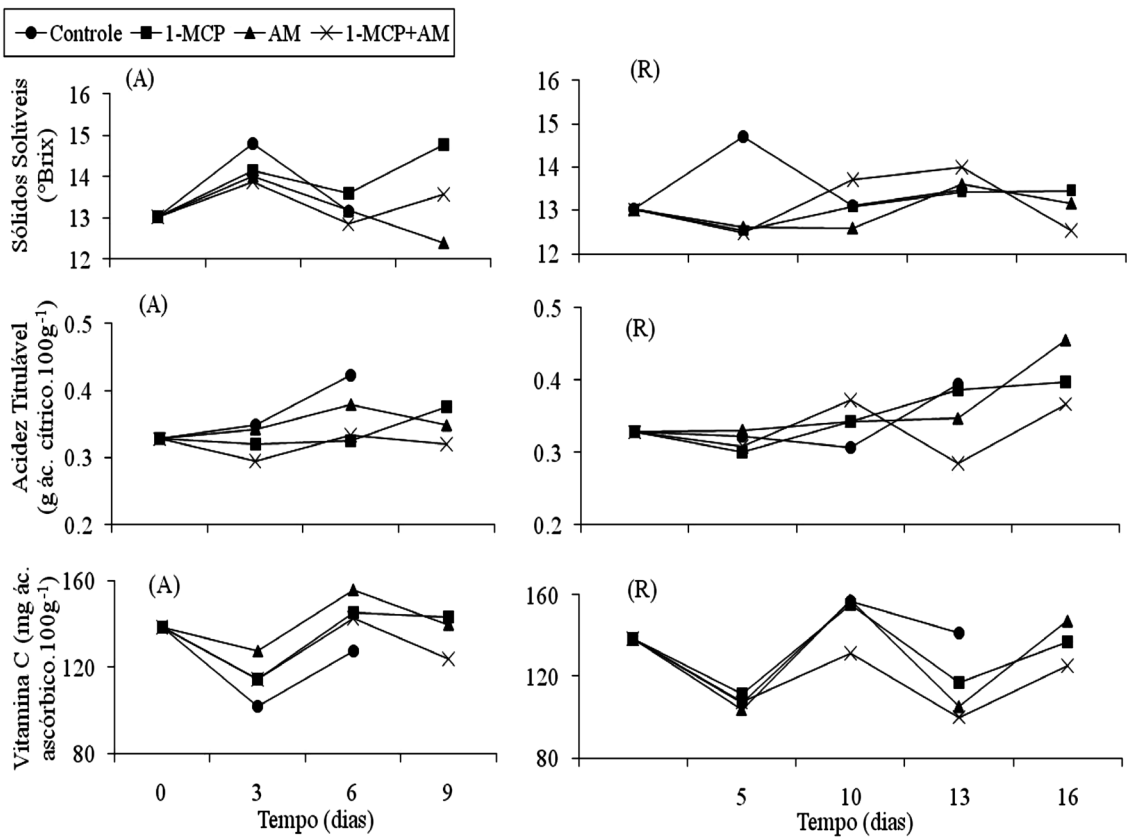 Controle 1-MCP AM 1-MCP+AM
Sólidos Solúveis
(°Brix)
(A)
16
15
14
13
12
(R)
16
15
14
13
12
Acidez Titulável
(g ác. cítrico.100g-1)
(A)
0.5
0.4
0.3
0.2
(R)
0.5
0.4
0.3
0.2
Vitamina C (mg ác.
ascórbico.100g-1)
(A)
160
120
80
0 3 6 9
Tempo (dias)
(R)
160
120
80
5 10 13 16
Tempo (dias)